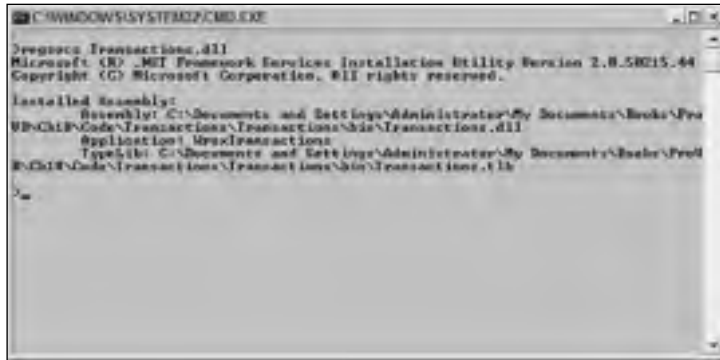 C:\WINDOWS\SYSTEM32\CMD.EXE
>regsvcs Transactions.dll
Microsoft (R) .NET Framework Services Installation Utility Version 2.0.50215.44
Copyright (C) Microsoft Corporation. All rights reserved.
Installed Assembly:
Assembly: C:\Documents and Settings\Administrator\My Documents\Books\Pro
VB\Ch18\Code\Transactions\Transactions\bin\Transactions.dll
Application: WroxTransactions
TypeLib: C:\Documents and Settings\Administrator\My Documents\Books\ProV
B\Ch18\Code\Transactions\Transactions\bin\Transactions.tlb
>_